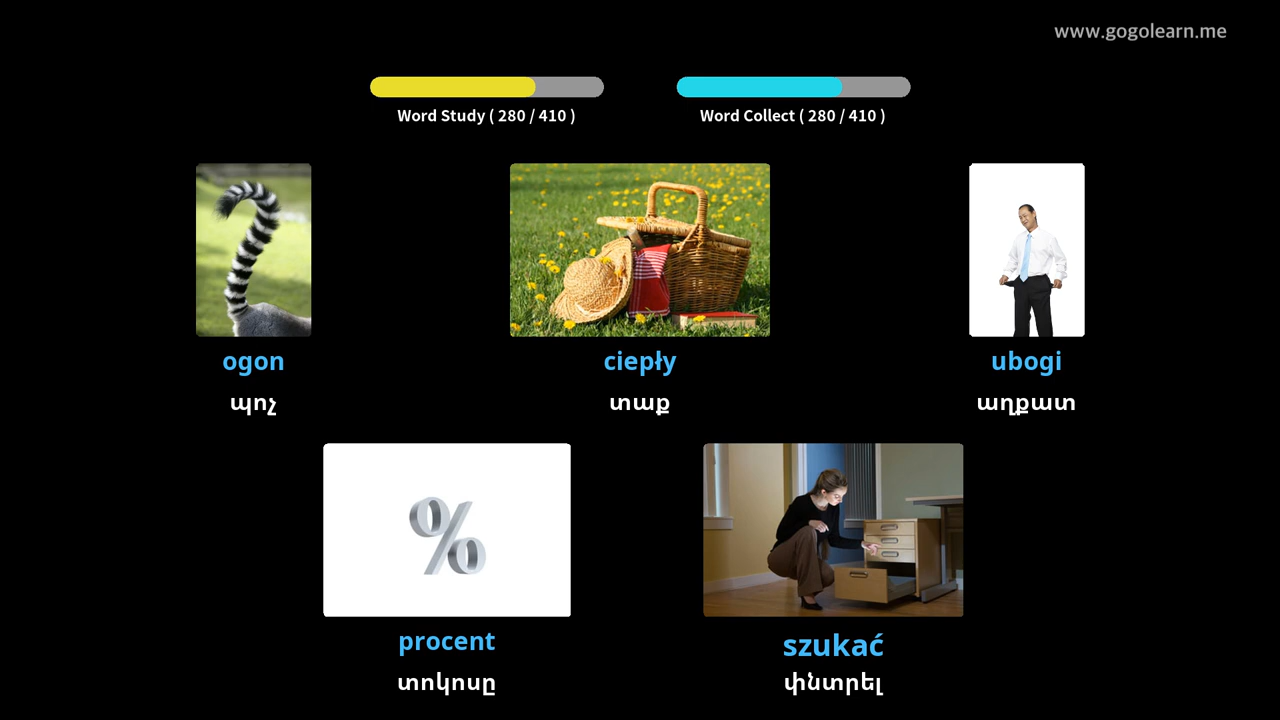 www.gogolearn.me
Word Study ( 280 / 410 )
Word Collect ( 280 / 410 )
ogon
պոչ
ciepły
տաք
ubogi
աղքատ
%
procent
տոկոսը
szukać
փնտրել